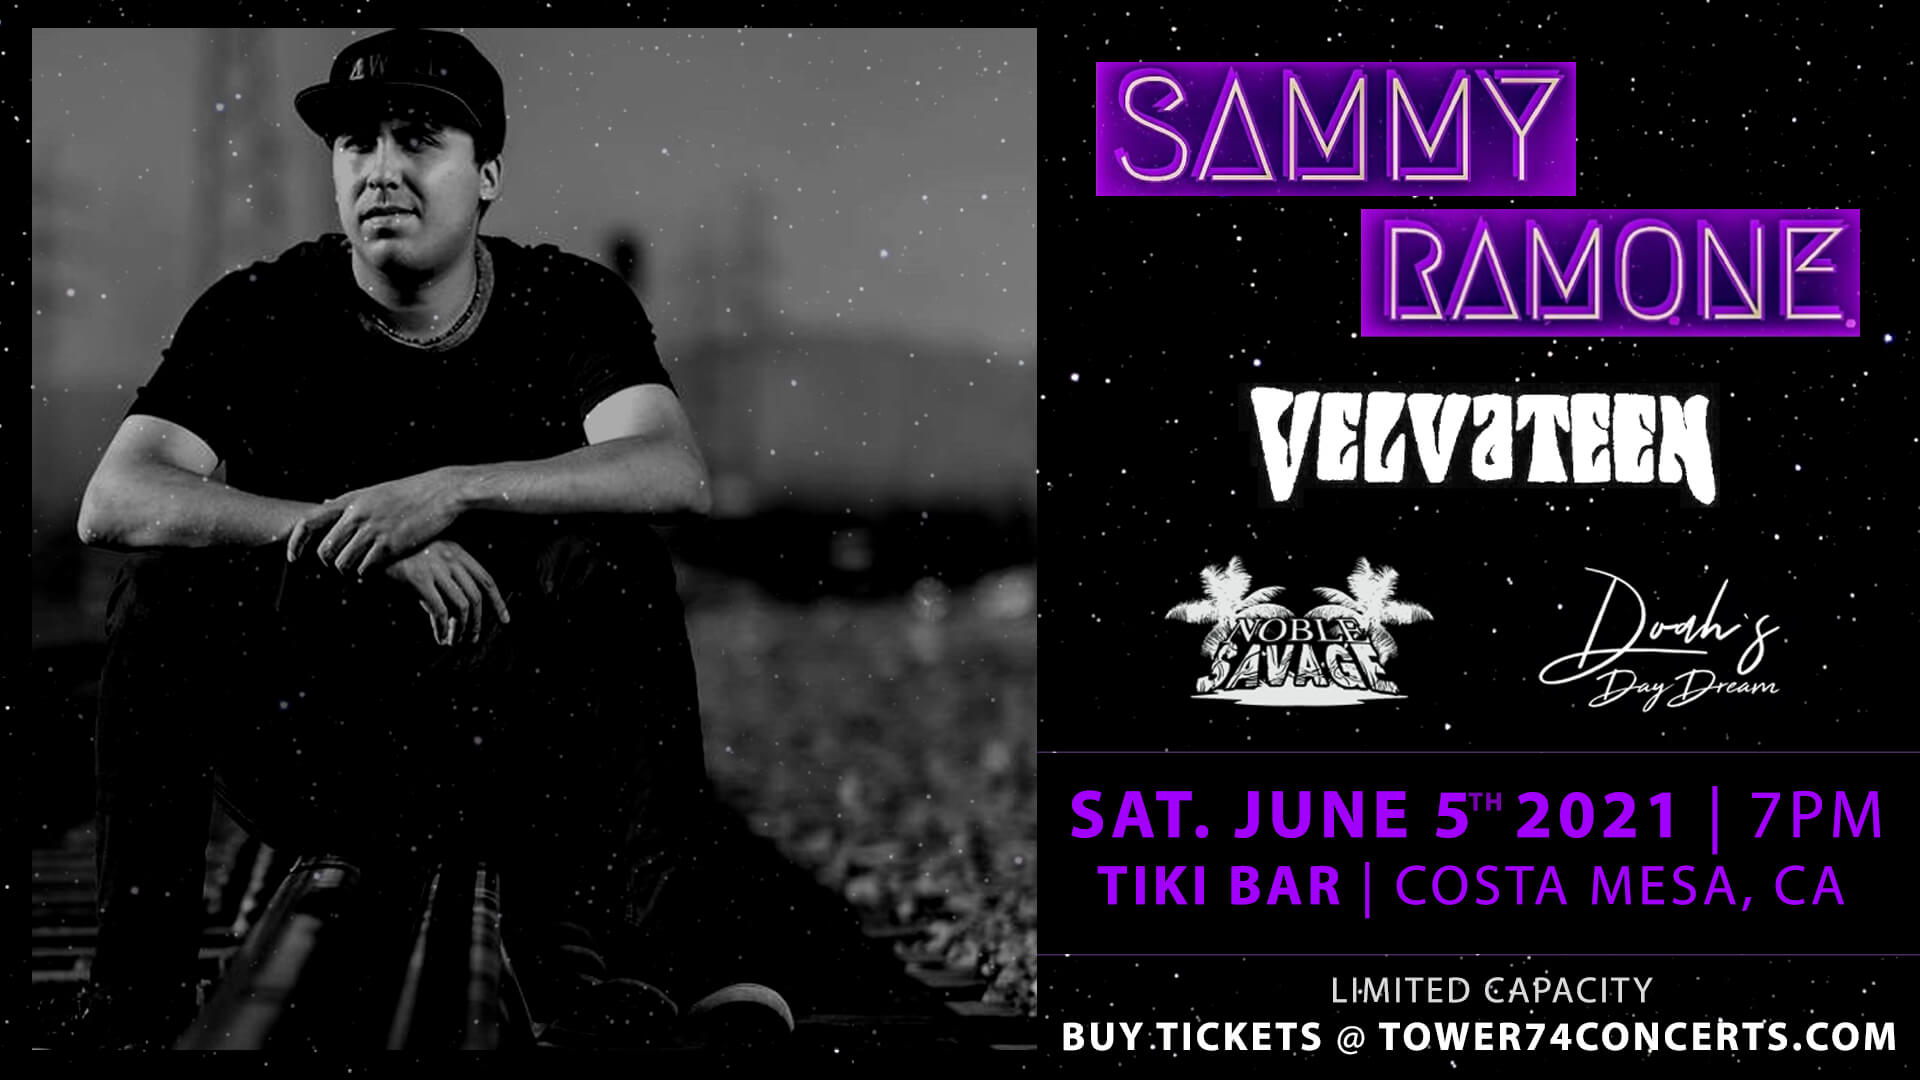 SAMMY
RAMONE
VELVaTEEN
NOBLE
SAVAGE
Doah's
Day Dream
SAT. JUNE 5TH 2021 | 7PM
TIKI BAR | COSTA MESA, CA
LIMITED CAPACITY
BUY TICKETS @ TOWER74CONCERTS.COM